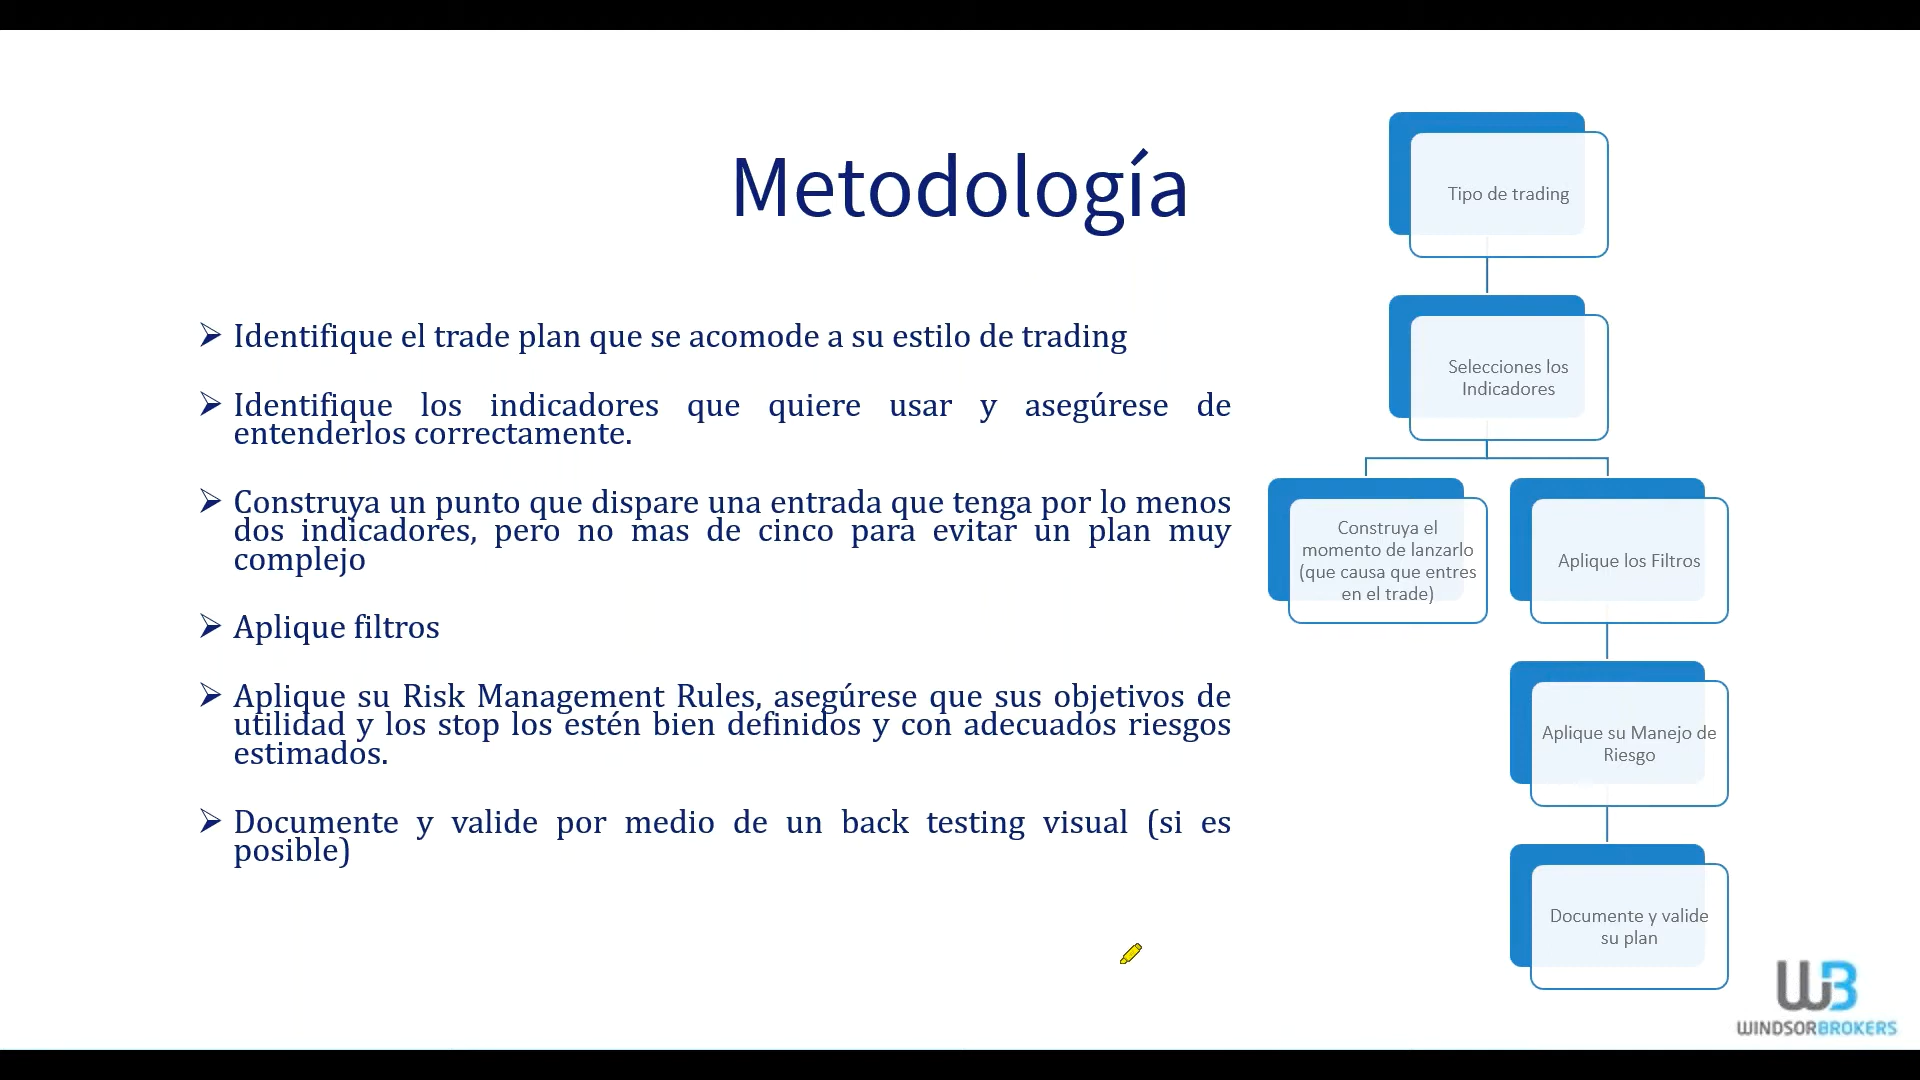 Metodología
Identifique el trade plan que se acomode a su estilo de trading
Identifique los indicadores que quiere usar y asegúrese de
entenderlos correctamente.
Construya un punto que dispare una entrada que tenga por lo menos
dos indicadores, pero no mas de cinco para evitar un plan muy
complejo
Aplique filtros
Aplique su Risk Management Rules, asegúrese que sus objetivos de
utilidad y los stop los estén bien definidos y con adecuados riesgos
estimados.
Documente y valide por medio de un back testing visual (si es
posible)
Tipo de trading
Selecciones los
Indicadores
Construya el
momento de lanzarlo
(que causa que entres
en el trade)
Aplique los Filtros
Aplique su Manejo de
Riesgo
Documente y valide
su plan
WB
WINDSORBROKERS